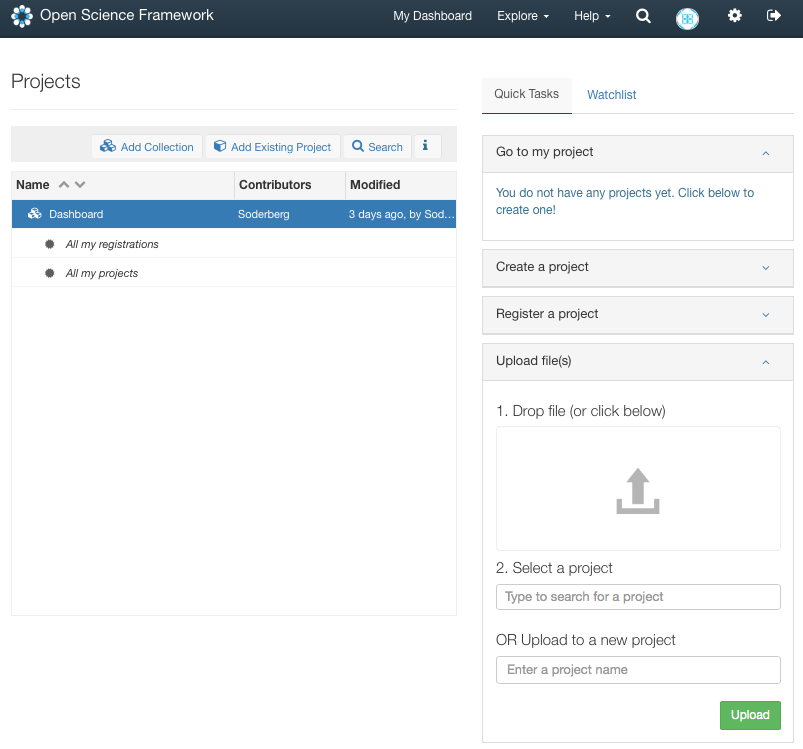 Open Science Framework
My Dashboard Explore Help
Projects
Quick Tasks Watchlist
Add Collection Add Existing Project Search i
Name Contributors Modified
Dashboard Soderberg 3 days ago, by Sod...
All my registrations
All my projects
Go to my project
You do not have any projects yet. Click below to
create one!
Create a project
Register a project
Upload file(s)
1. Drop file (or click below)
2. Select a project
Type to search for a project
OR Upload to a new project
Enter a project name
Upload